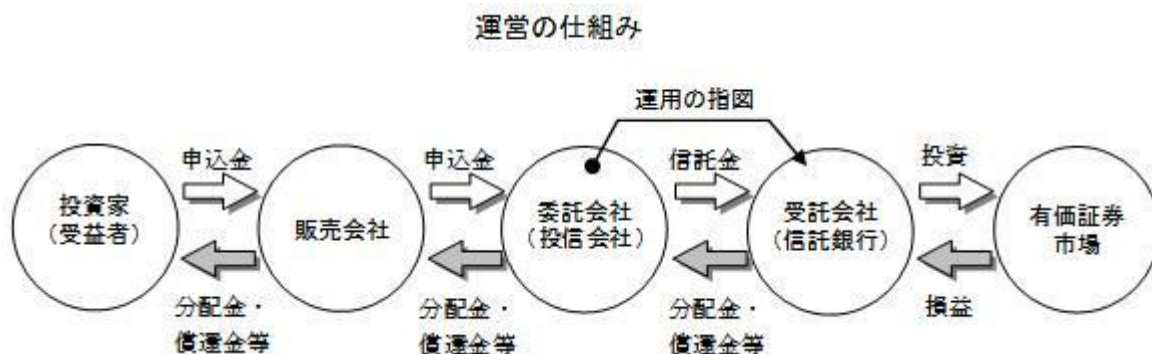 運営の仕組み
運用の指図
申込金
申込金
信託金
投資
投資家
（受益者）
販売会社
委託会社
（投信会社）
受託会社
（信託銀行）
有価証券
市場
分配金・
償還金等
分配金・
償還金等
分配金・
償還金等
損益